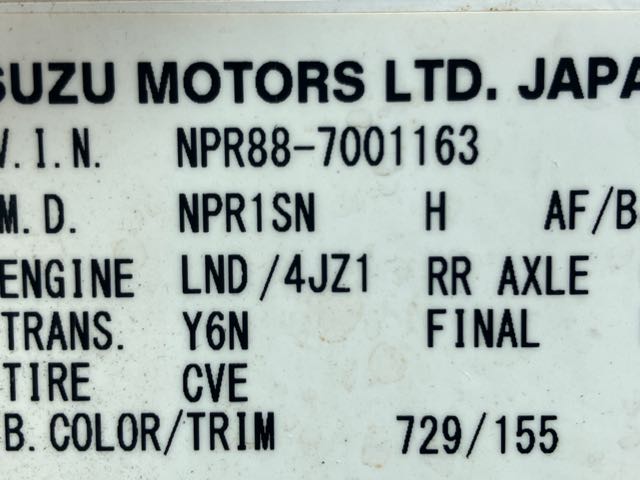 SUZU MOTORS LTD. JAPA
V.I.N. NPR88-7001163
M.D. NPR1SN H AF/B
ENGINE LND/4JZ1 RR AXLE
TRANS. Y6N FINAL
TIRE CVE
B.COLOR/TRIM 729/155